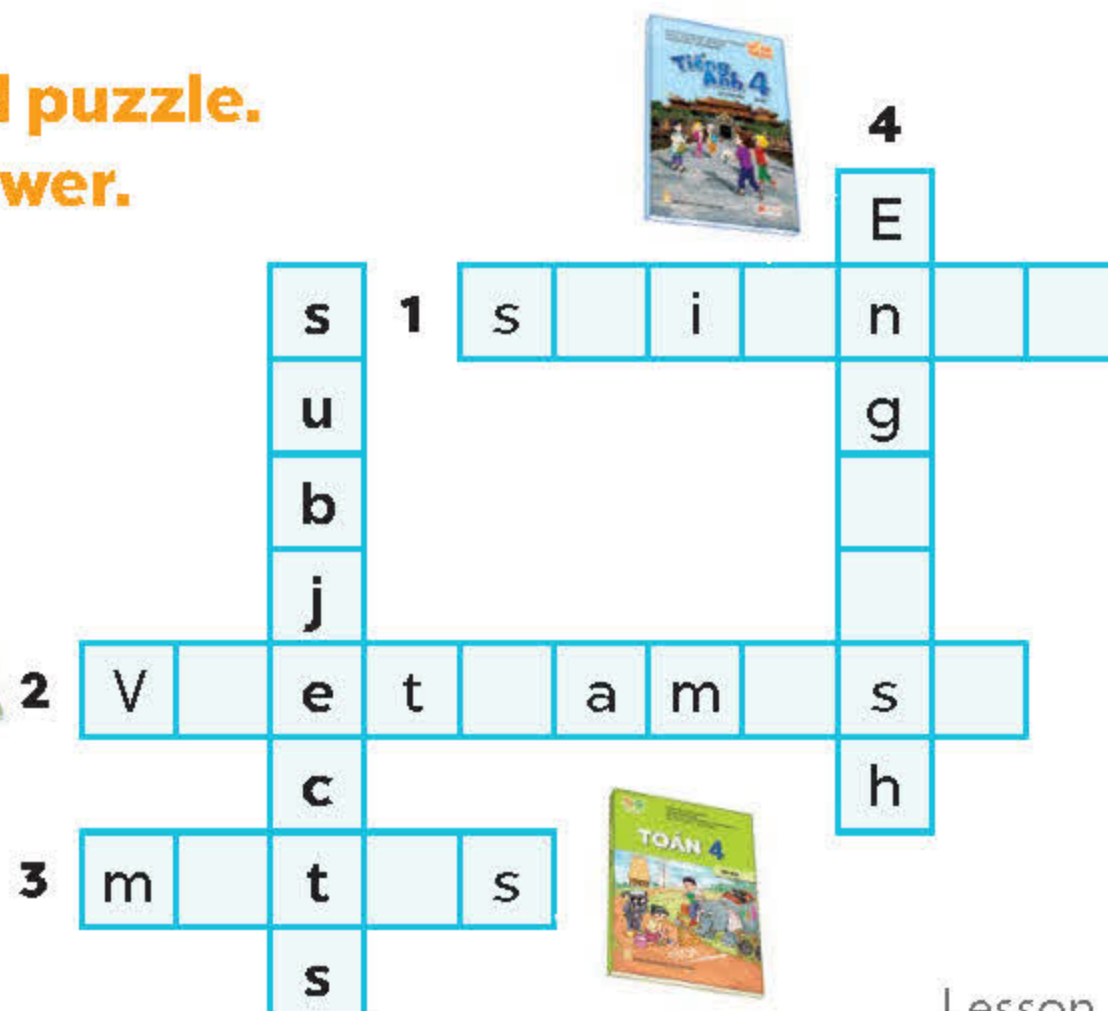 puzzle.
wer.
Tiếng
Anh 4
4
E
s 1 s i n
u g
b
j
2 V e t a m s
c h
TOÁN 4
3 m t s
s
Lesson